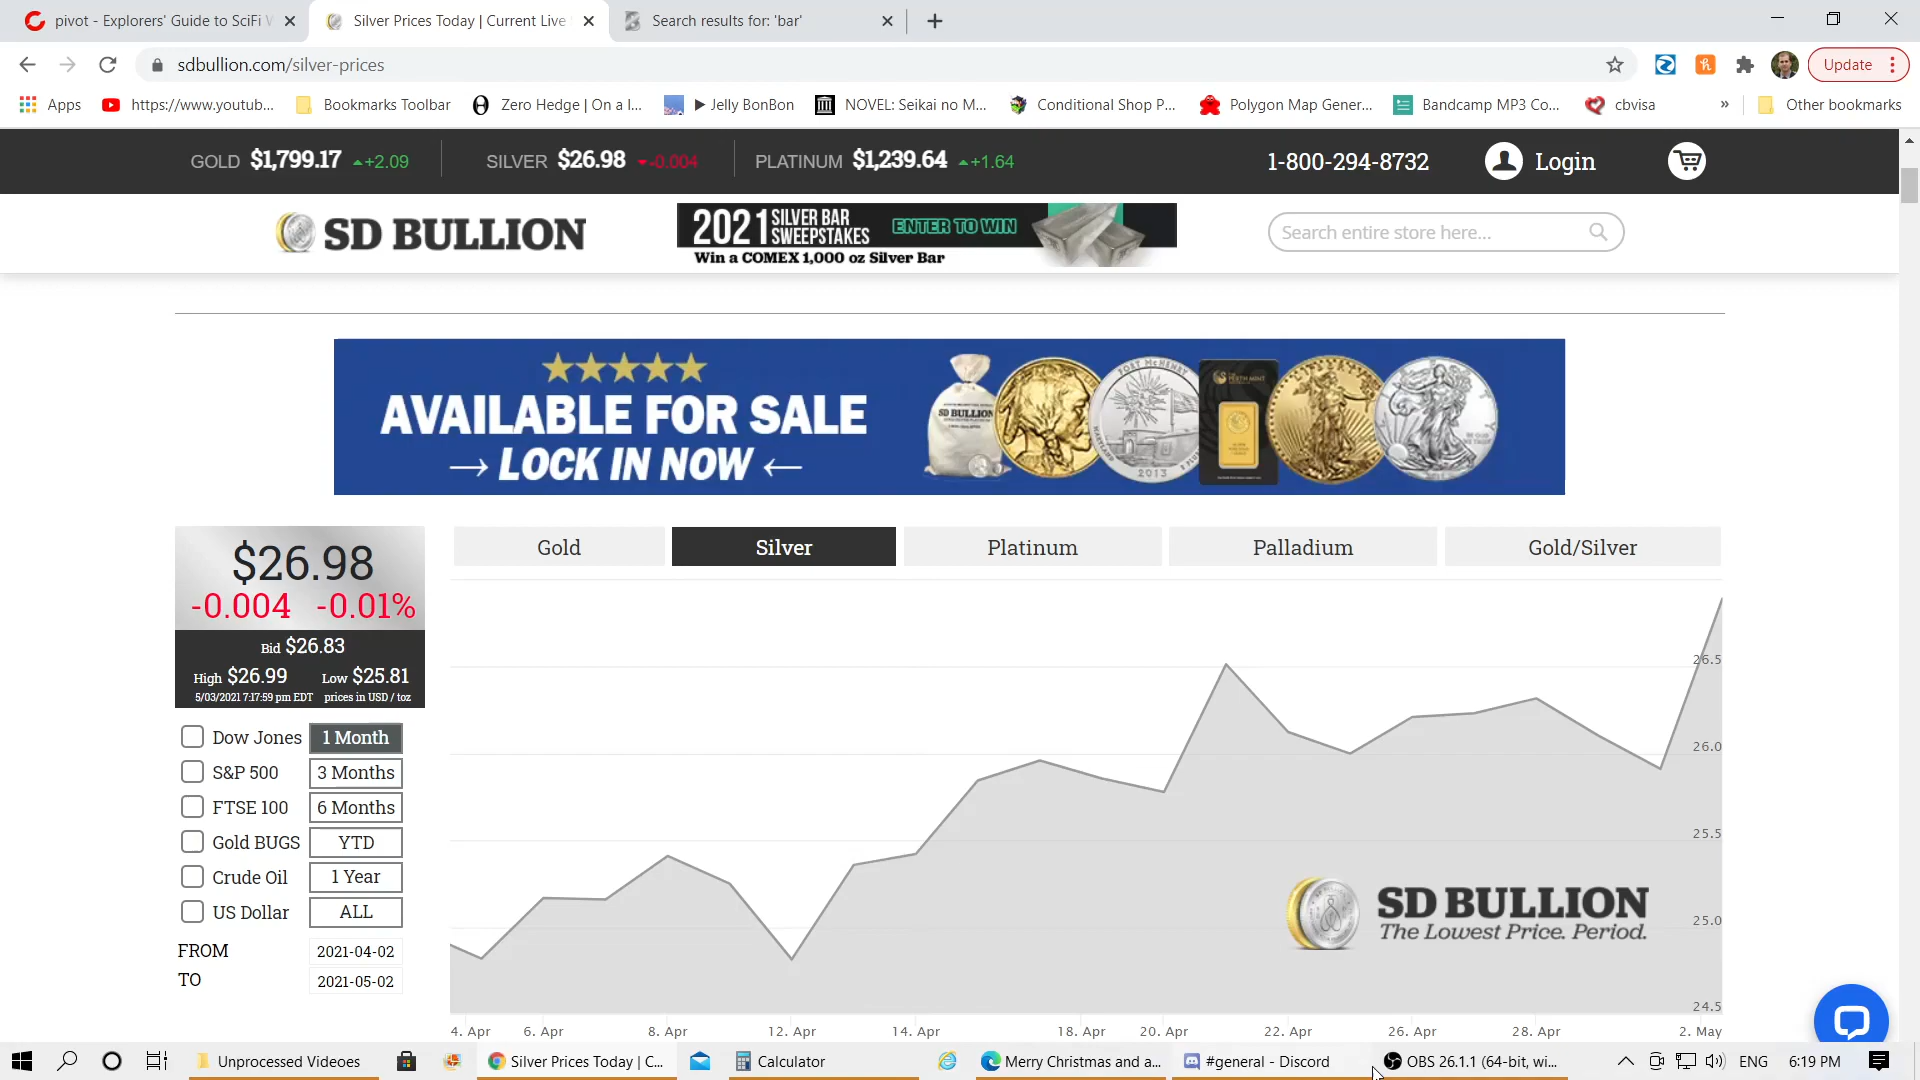 pivot - Explorers' Guide to SciFi W
Silver Prices Today | Current Live
Search results for: 'bar'
sdbullion.com/silver-prices
Update
Apps
https://www.youtub...
Bookmarks Toolbar
Zero Hedge | On a l...
▶ Jelly BonBon
NOVEL: Seikai no M...
Conditional Shop P...
Polygon Map Gener...
Bandcamp MP3 Co...
cbvisa
»
Other bookmarks
GOLD $1,799.17 +2.09
SILVER $26.98 -0.004
PLATINUM $1,239.64 +1.64
1-800-294-8732
Login
SD BULLION
2021 SILVER BAR SWEEPSTAKES
ENTER TO WIN
Win a COMEX 1,000 oz Silver Bar
Search entire store here...
AVAILABLE FOR SALE
→ LOCK IN NOW ←
SD BULLION
FORT McHENRY
MARYLAND
2013
$26.98
-0.004 -0.01%
Bid $26.83
High $26.99 Low $25.81
5/03/2021 7:17:59 pm EDT prices in USD / toz
Gold
Silver
Platinum
Palladium
Gold/Silver
Dow Jones 1 Month
S&P 500 3 Months
FTSE 100 6 Months
Gold BUGS YTD
Crude Oil 1 Year
US Dollar ALL
FROM 2021-04-02
TO 2021-05-02
26.5
26.0
25.5
25.0
24.5
SD BULLION
The Lowest Price. Period.
4. Apr
6. Apr
8. Apr
12. Apr
14. Apr
18. Apr
20. Apr
22. Apr
26. Apr
28. Apr
2. May
Unprocessed Videoes
Silver Prices Today | C...
Calculator
Merry Christmas and a...
#general - Discord
OBS 26.1.1 (64-bit, wi...
ENG
6:19 PM